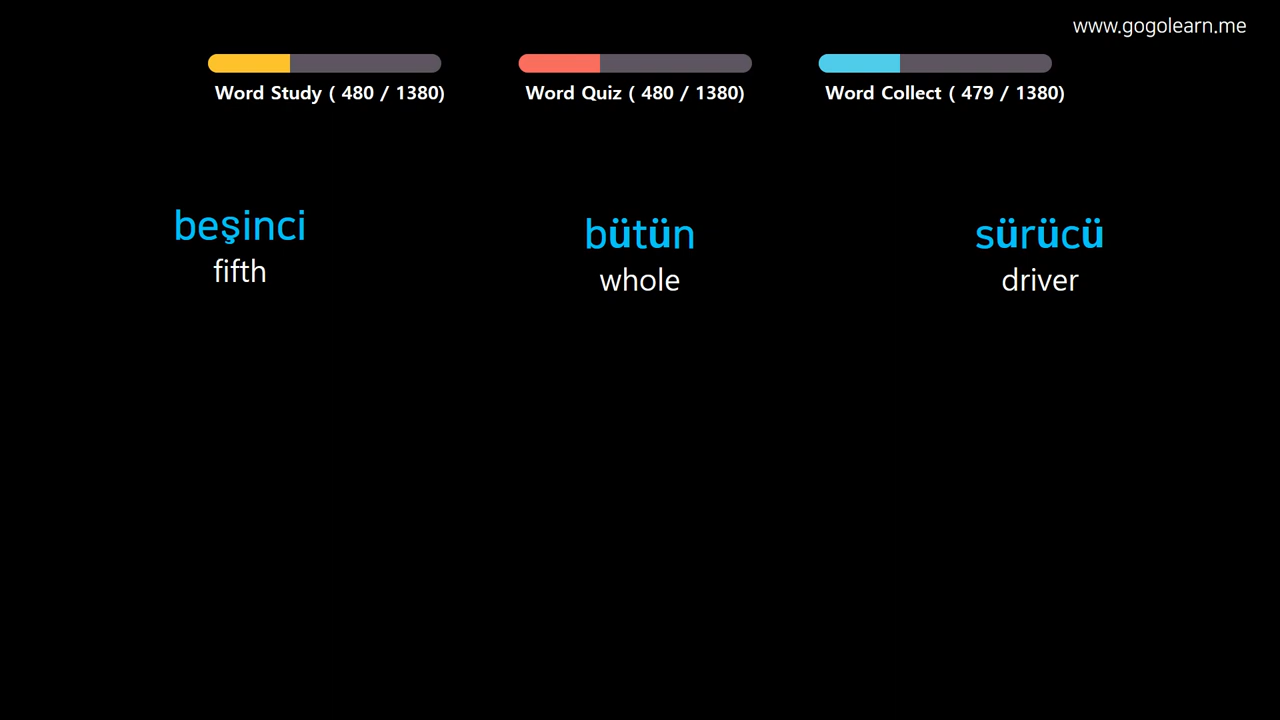 www.gogolearn.me
Word Study ( 480 / 1380)
Word Quiz ( 480 / 1380)
Word Collect ( 479 / 1380)
beşinci
fifth
bütün
whole
sürücü
driver